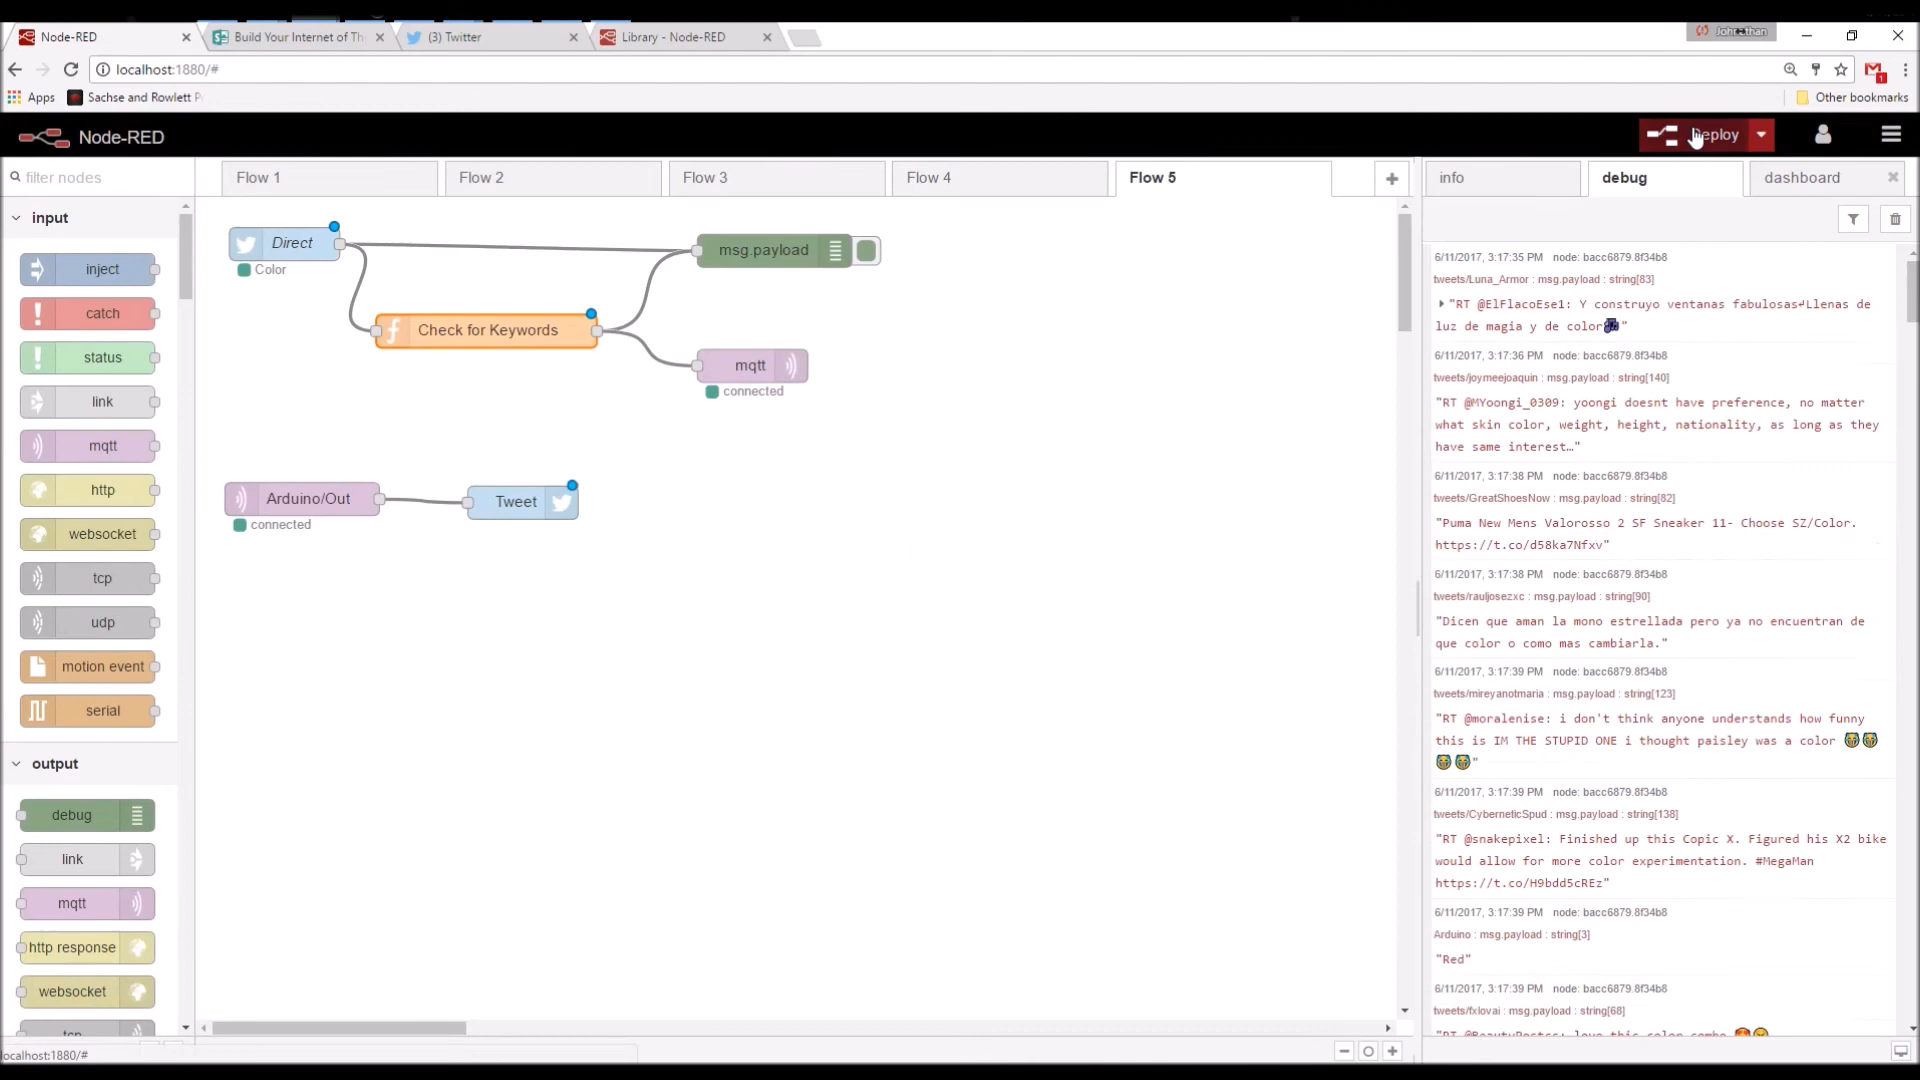 Node-RED
Build Your Internet of Th
(3) Twitter
Library - Node-RED
Johnathan
localhost:1880/#
1
Apps
Sachse and Rowlett P
Other bookmarks
Node-RED
filter nodes
Flow 1
Flow 2
Flow 3
Flow 4
Flow 5
info
debug
dashboard
input
inject
catch
status
link
mqtt
http
websocket
tcp
udp
motion event
serial
output
debug
link
mqtt
http response
websocket
Direct
Color
msg.payload
Check for Keywords
mqtt
connected
Arduino/Out
connected
Tweet
6/11/2017, 3:17:35 PM node: bacc6879.8f34b8
tweets/Luna_Armor : msg.payload : string[83]
"RT @ElFlacoEse1: Y construyo ventanas fabulosas↵Llenas de
luz de magia y de color🎆"
6/11/2017, 3:17:36 PM node: bacc6879.8f34b8
tweets/joymeejoaquin : msg.payload : string[140]
"RT @MYoongi_0309: yoongi doesnt have preference, no matter
what skin color, weight, height, nationality, as long as they
have same interest…"
6/11/2017, 3:17:38 PM node: bacc6879.8f34b8
tweets/GreatShoesNow : msg.payload : string[82]
"Puma New Mens Valorosso 2 SF Sneaker 11- Choose SZ/Color.
https://t.co/d58ka7Nfxv"
6/11/2017, 3:17:38 PM node: bacc6879.8f34b8
tweets/rauljosezxc : msg.payload : string[90]
"Dicen que aman la mono estrellada pero ya no encuentran de
que color o como mas cambiarla."
6/11/2017, 3:17:39 PM node: bacc6879.8f34b8
tweets/mireyanotmaria : msg.payload : string[123]
"RT @moralenise: i don't think anyone understands how funny
this is IM THE STUPID ONE i thought paisley was a color 😹😹
😹😹"
6/11/2017, 3:17:39 PM node: bacc6879.8f34b8
tweets/CyberneticSpud : msg.payload : string[138]
"RT @snakepixel: Finished up this Copic X. Figured his X2 bike
would allow for more color experimentation. #MegaMan
https://t.co/H9bdd5cREz"
6/11/2017, 3:17:39 PM node: bacc6879.8f34b8
Arduino : msg.payload : string[3]
"Red"
6/11/2017, 3:17:39 PM node: bacc6879.8f34b8
tweets/fxlovai : msg.payload : string[68]
"RT @BeautyPostss: love this color combo
localhost:1880/#